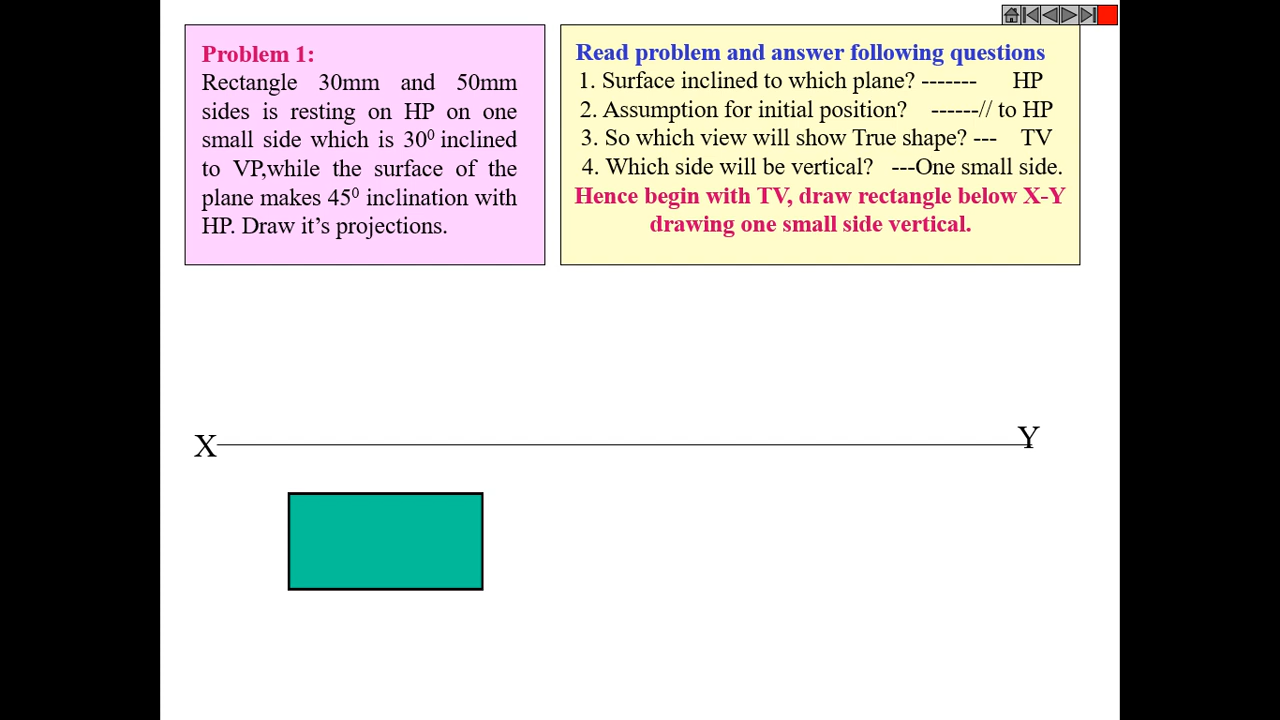 Problem 1:
Rectangle 30mm and 50mm
sides is resting on HP on one
small side which is 30⁰ inclined
to VP,while the surface of the
plane makes 45⁰ inclination with
HP. Draw it’s projections.
Read problem and answer following questions
1. Surface inclined to which plane? ------- HP
2. Assumption for initial position? ------// to HP
3. So which view will show True shape? --- TV
4. Which side will be vertical? ---One small side.
Hence begin with TV, draw rectangle below X-Y
drawing one small side vertical.
X Y